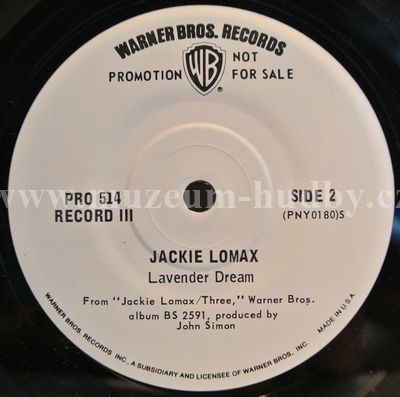 WARNER BROS. RECORDS
PROMOTION NOT FOR SALE
WB
®
www.muzeum-hudby.cz
PRO 514
RECORD III
SIDE 2
(PNY0180)S
JACKIE LOMAX
Lavender Dream
From "Jackie Lomax/Three," Warner Bros.
album BS 2591, produced by
John Simon
WARNER BROS. RECORDS INC., A SUBSIDIARY AND LICENSEE OF WARNER BROS. INC. MADE IN U.S.A.